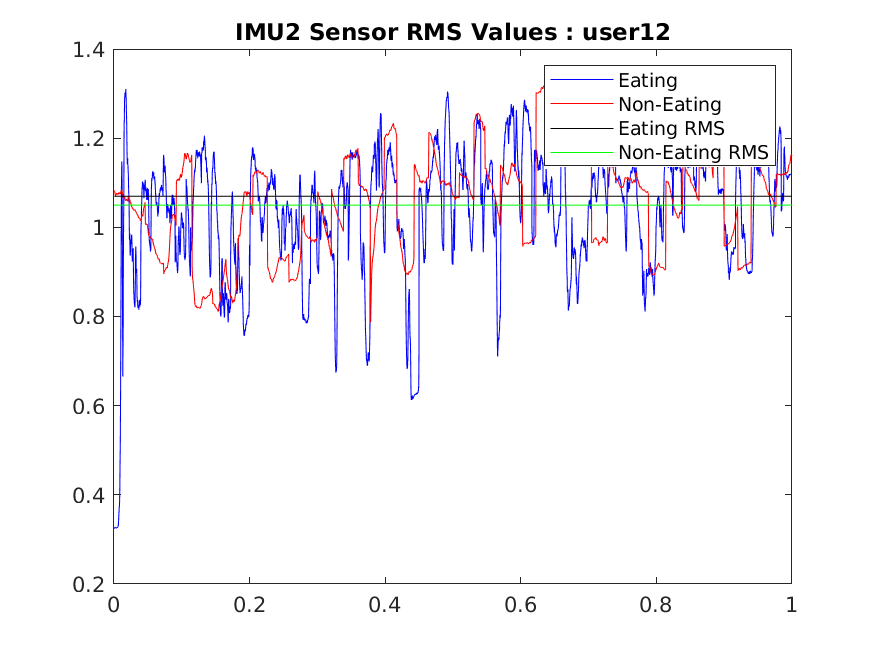 IMU2 Sensor RMS Values : user12
1.4
1.2
1
0.8
0.6
0.4
0.2
Eating
Non-Eating
Eating RMS
Non-Eating RMS
0 0.2 0.4 0.6 0.8 1